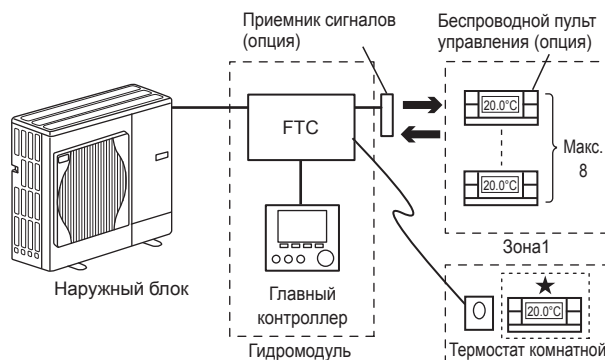 Приемник сигналов
(опция)
Беспроводной пульт
управления (опция)
FTC
20.0°C
Макс.
8
20.0°C
Зона1
Наружный блок
Главный
контроллер
Гидромодуль
20.0°C
Термостат комнатной